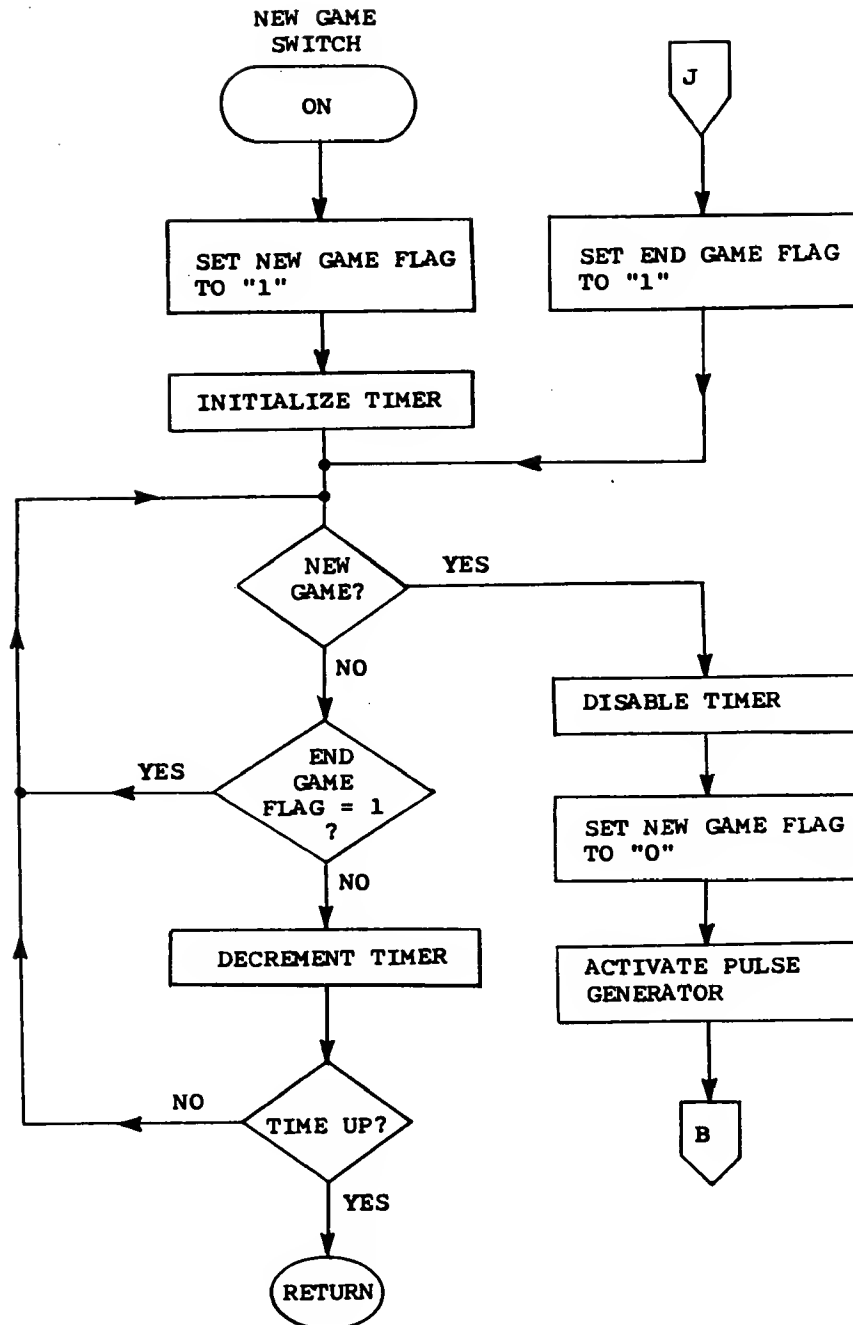 NEW GAME
SWITCH
ON
J
SET NEW GAME FLAG
TO "1"
SET END GAME FLAG
TO "1"
INITIALIZE TIMER
NEW
GAME?
YES
NO
DISABLE TIMER
END
GAME
FLAG = 1
?
YES
SET NEW GAME FLAG
TO "0"
NO
DECREMENT TIMER
ACTIVATE PULSE
GENERATOR
NO
TIME UP?
B
YES
RETURN